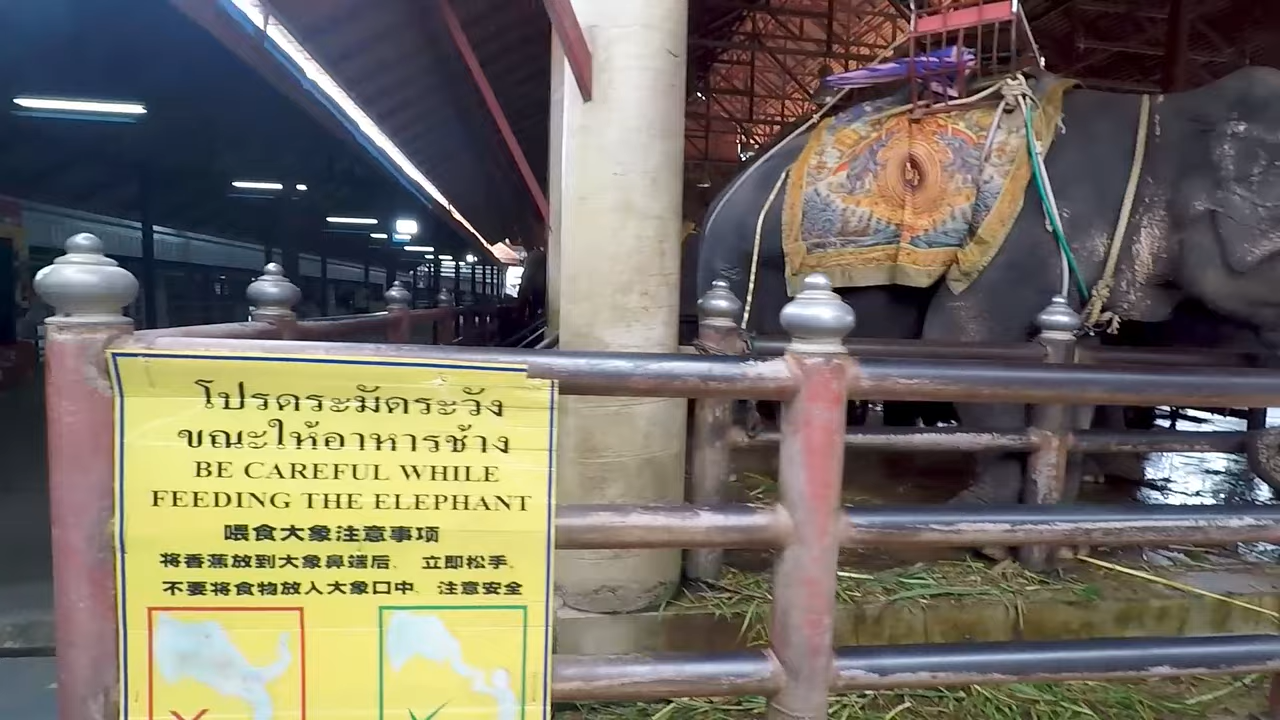 โปรดระมัดระวัง
ขณะให้อาหารช้าง
BE CAREFUL WHILE
FEEDING THE ELEPHANT
喂食大象注意事项
将香蕉放到大象鼻端后， 立即松手，
不要将食物放入大象口中， 注意安全